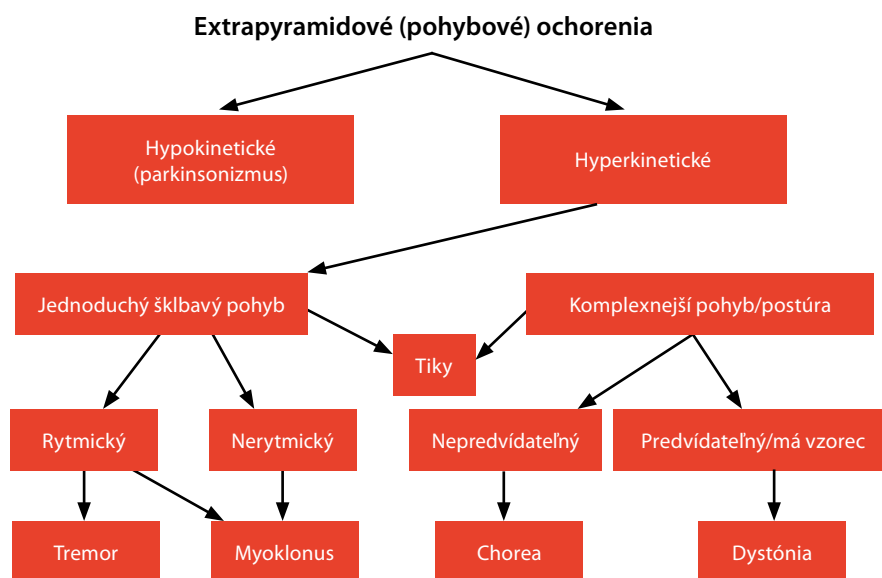 Extrapyramidové (pohybové) ochorenia
Hypokinetické
(parkinsonizmus)
Hyperkinetické
Jednoduchý šklbavý pohyb
Komplexnejší pohyb/postúra
Tiky
Rytmický
Nerytmický
Nepredvídateľný
Predvídateľný/má vzorec
Tremor
Myoklonus
Chorea
Dystónia